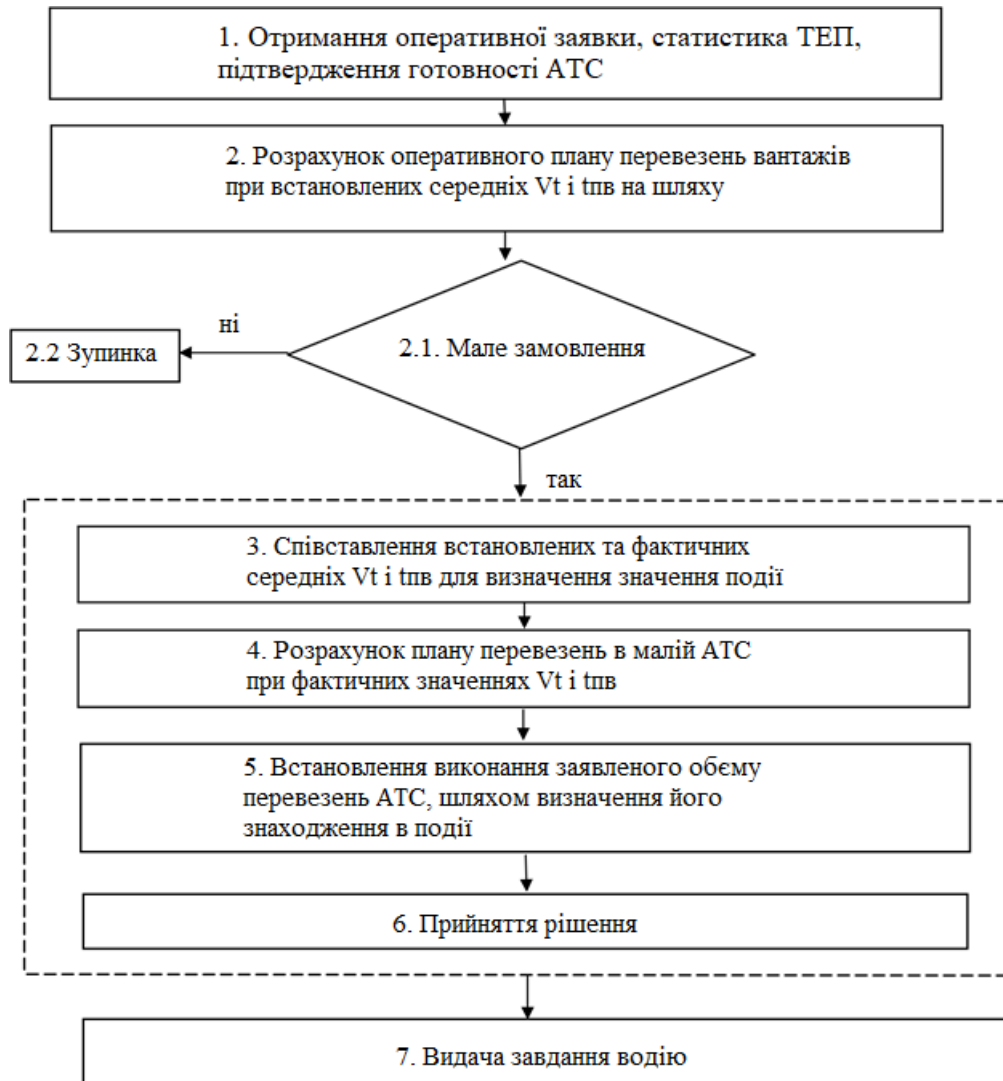 1. Отримання оперативної заявки, статистика ТЕП,
підтвердження готовності АТС
2. Розрахунок оперативного плану перевезень вантажів
при встановлених середніх Vt і tпв на шляху
ні
2.2 Зупинка
2.1. Мале замовлення
так
3. Співставлення встановлених та фактичних
середніх Vt і tпв для визначення значення події
4. Розрахунок плану перевезень в малій АТС
при фактичних значеннях Vt і tпв
5. Встановлення виконання заявленого обєму
перевезень АТС, шляхом визначення його
знаходження в події
6. Прийняття рішення
7. Видача завдання водію